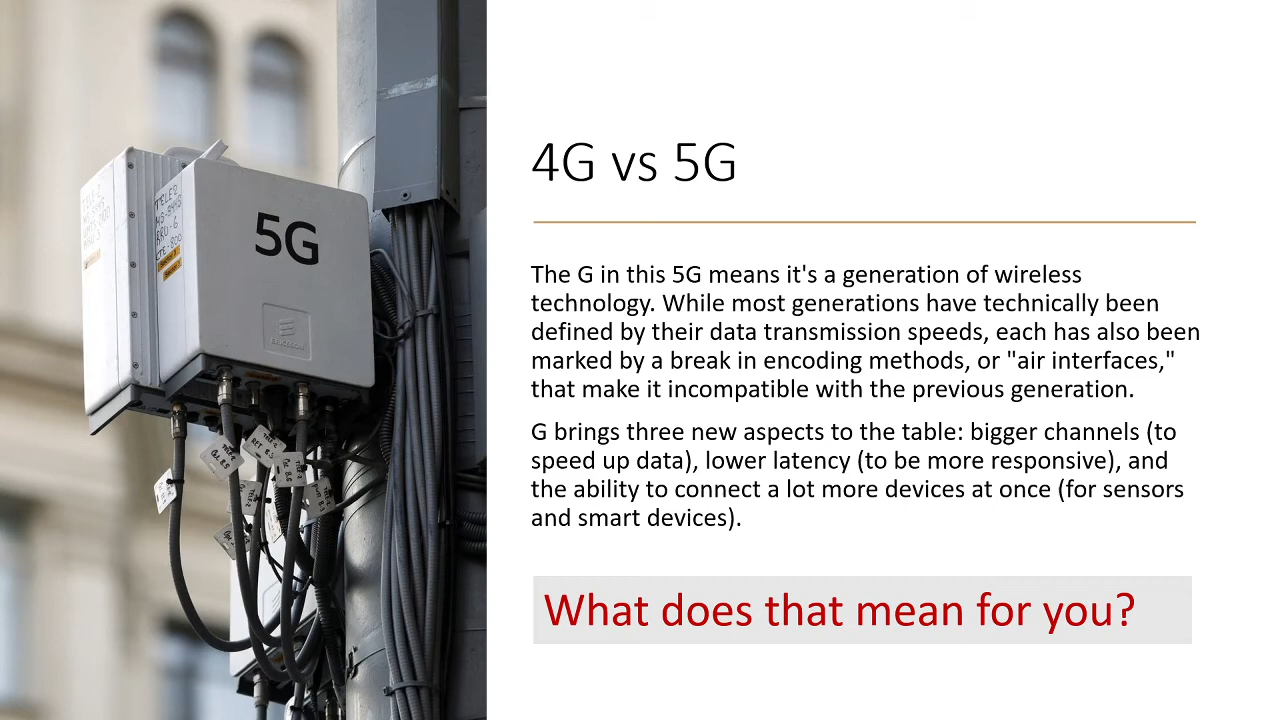 4G vs 5G
The G in this 5G means it's a generation of wireless
technology. While most generations have technically been
defined by their data transmission speeds, each has also been
marked by a break in encoding methods, or "air interfaces,"
that make it incompatible with the previous generation.
G brings three new aspects to the table: bigger channels (to
speed up data), lower latency (to be more responsive), and
the ability to connect a lot more devices at once (for sensors
and smart devices).
What does that mean for you?
5G
ERICSSON
TELE2